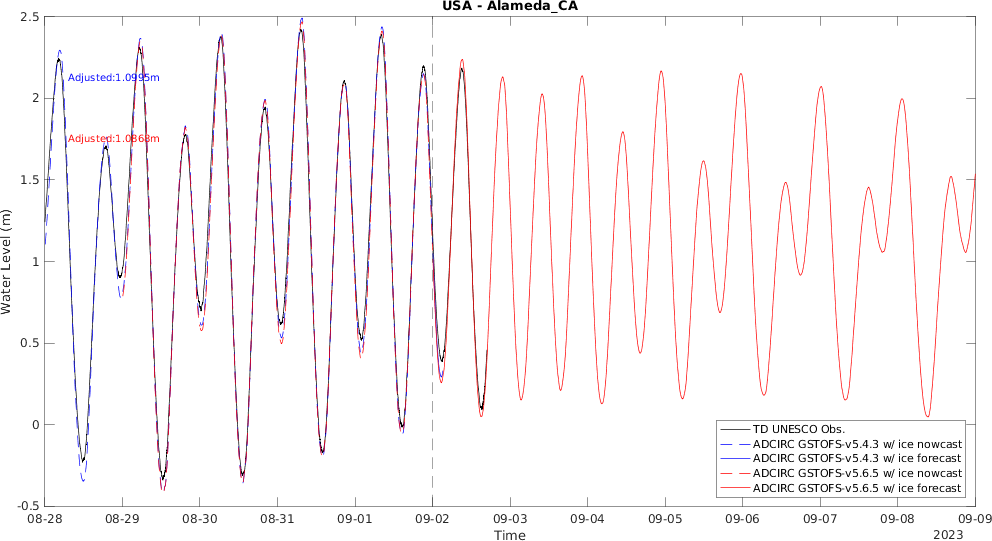 USA - Alameda_CA
2.5
2
1.5
1
0.5
0
-0.5
Water Level (m)
Adjusted:1.0995m
Adjusted:1.0868m
TD UNESCO Obs.
ADCIRC GSTOFS-v5.4.3 w/ ice nowcast
ADCIRC GSTOFS-v5.4.3 w/ ice forecast
ADCIRC GSTOFS-v5.6.5 w/ ice nowcast
ADCIRC GSTOFS-v5.6.5 w/ ice forecast
08-28 08-29 08-30 08-31 09-01 09-02 09-03 09-04 09-05 09-06 09-07 09-08 09-09
Time
2023